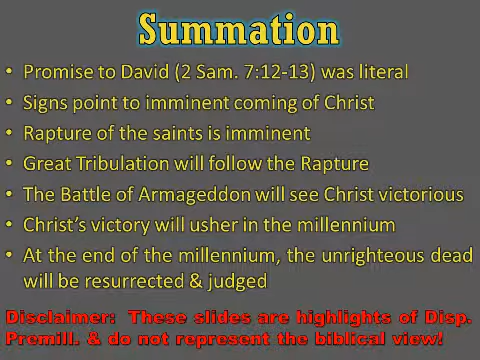 Summation
• Promise to David (2 Sam. 7:12-13) was literal
• Signs point to imminent coming of Christ
• Rapture of the saints is imminent
• Great Tribulation will follow the Rapture
• The Battle of Armageddon will see Christ victorious
• Christ's victory will usher in the millennium
• At the end of the millennium, the unrighteous dead
will be resurrected & judged
Disclaimer: These slides are highlights of Disp.
Premill. & do not represent the biblical view!